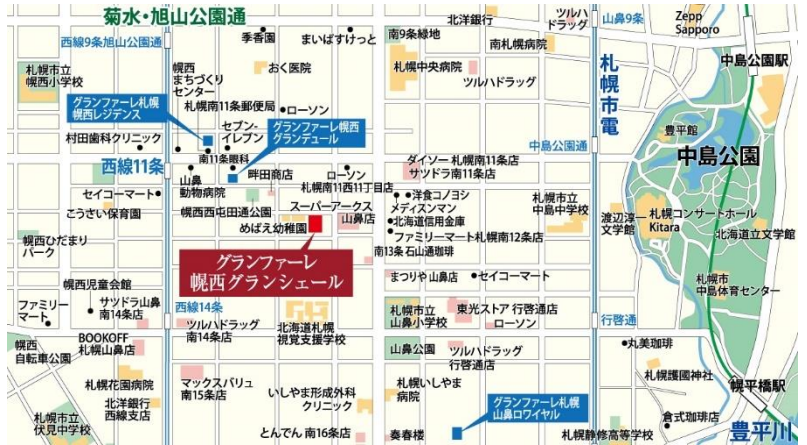 菊水・旭山公園通
西線9条旭山公園通
季香園
まいばすけっと
南9条緑地
北洋銀行
ツルハ
ドラッグ
山鼻9条
Zepp
Sapporo
南札幌病院
札幌市立
幌西小学校
幌西
まちづくり
センター
おく医院
札幌中央病院
ツルハドラッグ
札幌市電
中島公園駅
グランファーレ札幌
幌西レジデンス
札幌南11条郵便局
ローソン
村田歯科クリニック
セブン-
イレブン
グランファーレ幌西
グランデュール
中島公園通
豊平館
中島公園
西線11条
南11条眼科
山鼻
動物病院
畔田商店
ローソン
札幌南11西11丁目店
ダイソー 札幌南11条店
サツドラ南11条店
セイコーマート
こうさい保育園
幌西西屯田通公園
スーパーアークス
山鼻店
めばえ幼稚園
洋食コノヨシ
メディスンマン
北海道信用金庫
ファミリーマート札幌南12条店
南13条 石山通珈琲
札幌市立
中島中学校
渡辺淳一
文学館
札幌コンサートホール
Kitara
北海道立文学館
幌西ひだまり
パーク
グランファーレ
幌西グランシェール
まつりや 山鼻店
セイコーマート
札幌市
中島体育センター
幌西児童会館
ファミリー
マート
サツドラ山鼻
南14条店
西線14条
ツルハドラッグ
南14条店
北海道札幌
視覚支援学校
札幌市立
山鼻小学校
東光ストア 行啓通店
ローソン
行啓通
BOOKOFF
札幌山鼻店
幌西
自転車公園
山鼻公園
ツルハドラッグ
行啓通店
丸美珈琲
札幌護國神社
幌平橋駅
札幌花園病院
北洋銀行
西線支店
マックスバリュ
南15条店
いしやま形成外科
クリニック
札幌いしやま
病院
グランファーレ札幌
山鼻ロワイヤル
倉式珈琲店
札幌市立
伏見中学校
とんでん 南16条店
奏春楼
札幌静修高等学校
豊平川